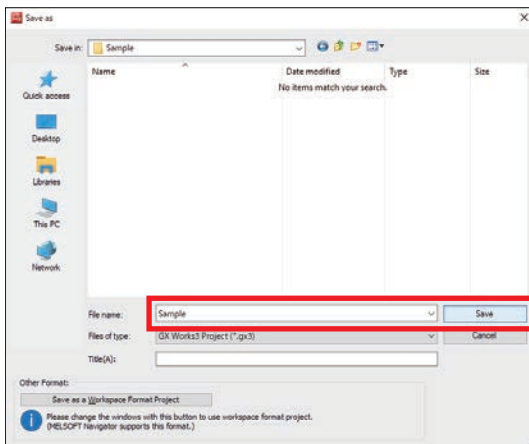 Save as
Save in: Sample
Name Date modified Type Size
No items match your search.
Quick access
Desktop
Libraries
This PC
Network
File name: Sample Save
Files of type: GX Works3 Project (*.gx3) Cancel
Title(A):
Other Format:
Save as a Workspace Format Project
Please change the windows with this button to use workspace format project.
(MELSOFT Navigator supports this format.)